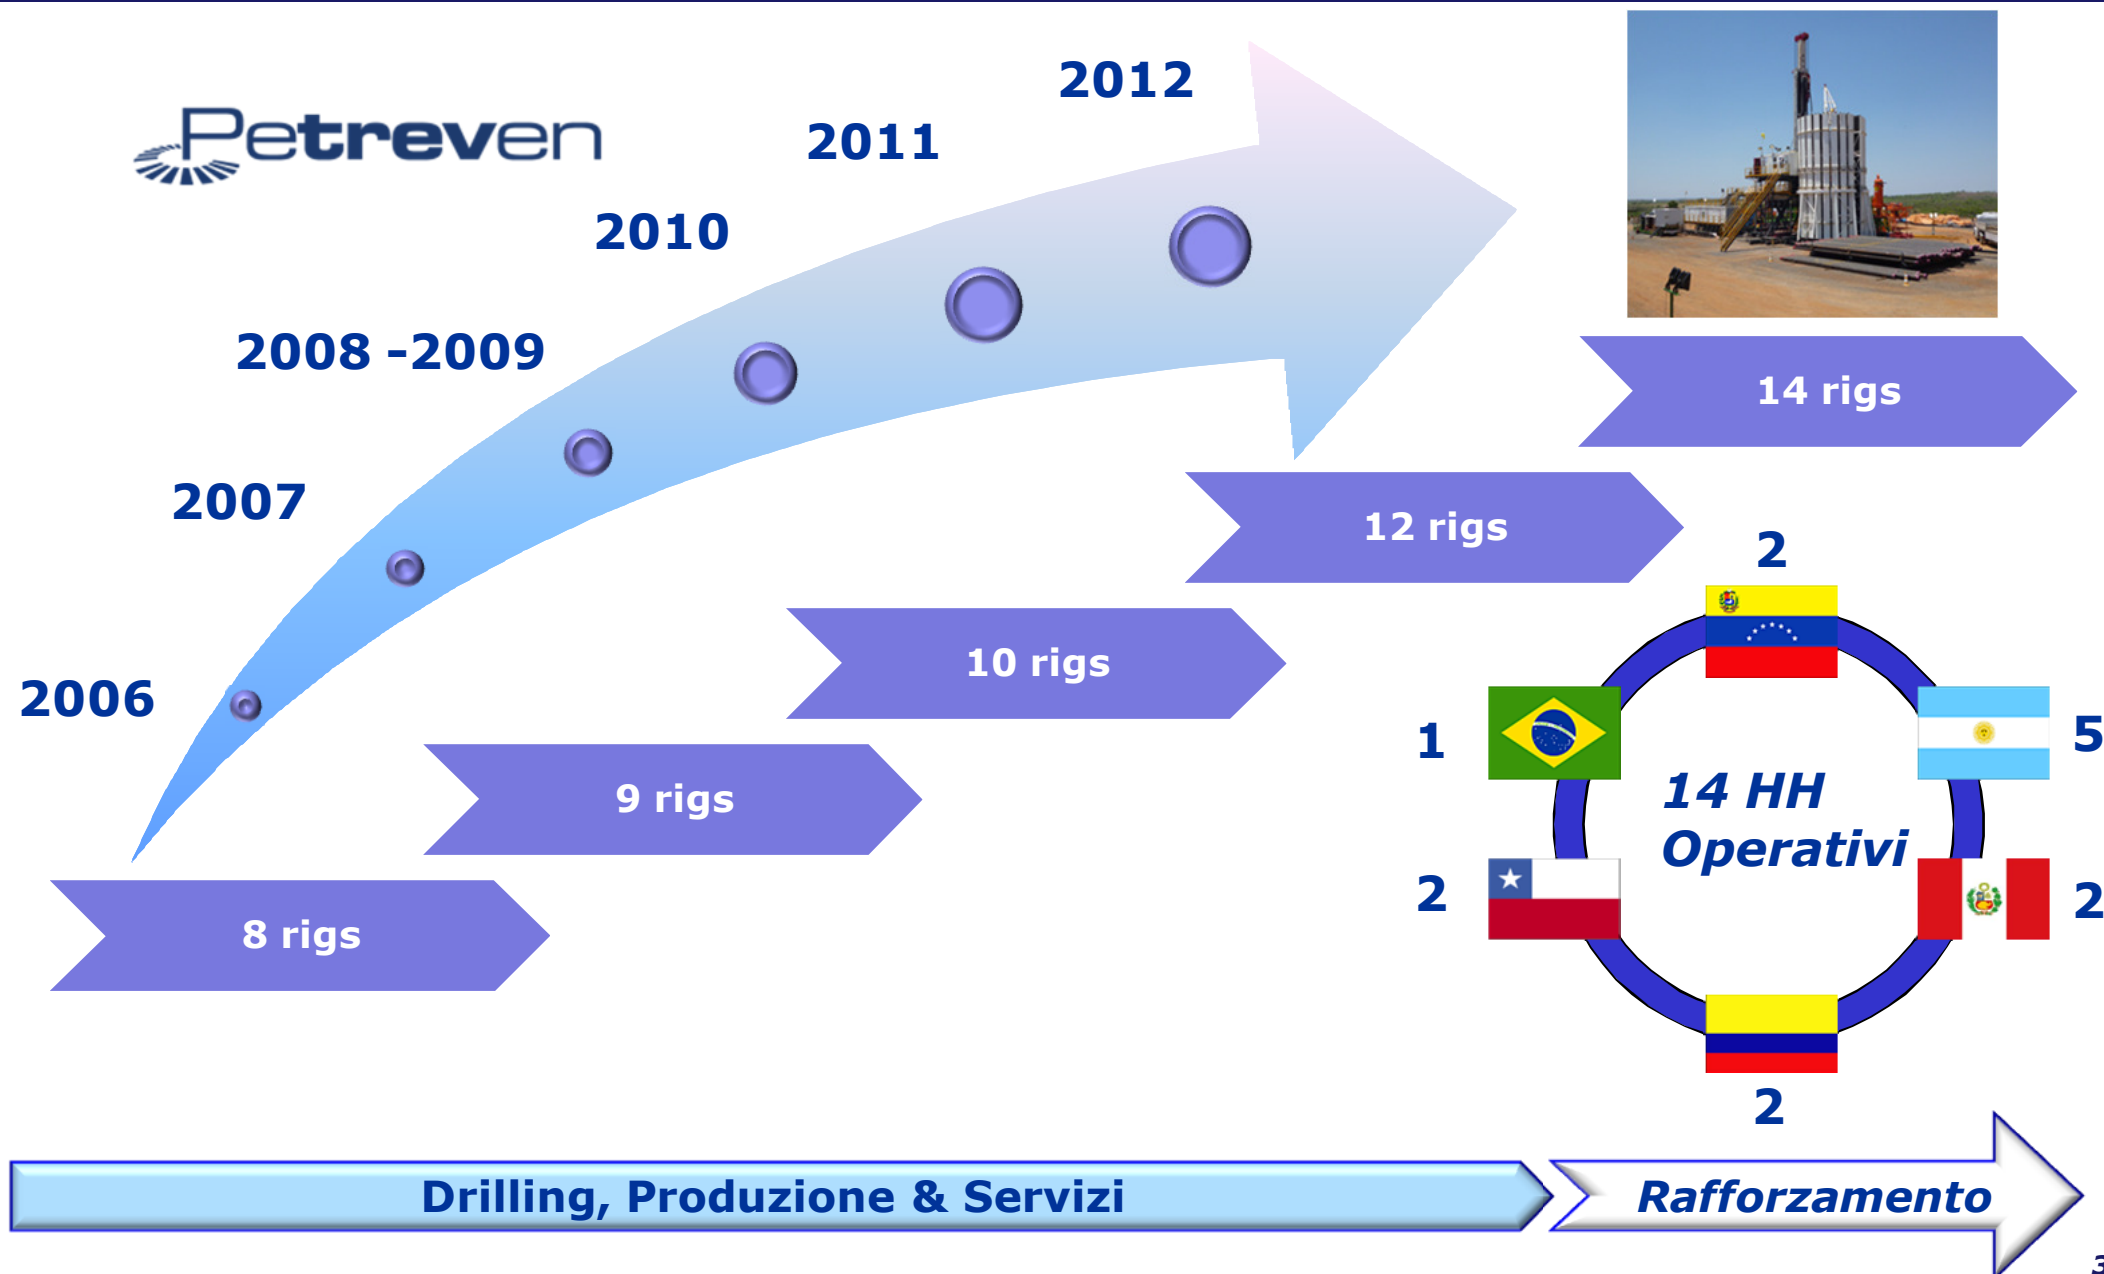 2012
2011
Petreven
2010
2008 -2009
14 rigs
2007
12 rigs
2
10 rigs
2006
1
5
14 HH
Operativi
9 rigs
2
2
8 rigs
2
Drilling, Produzione & Servizi
Rafforzamento
3